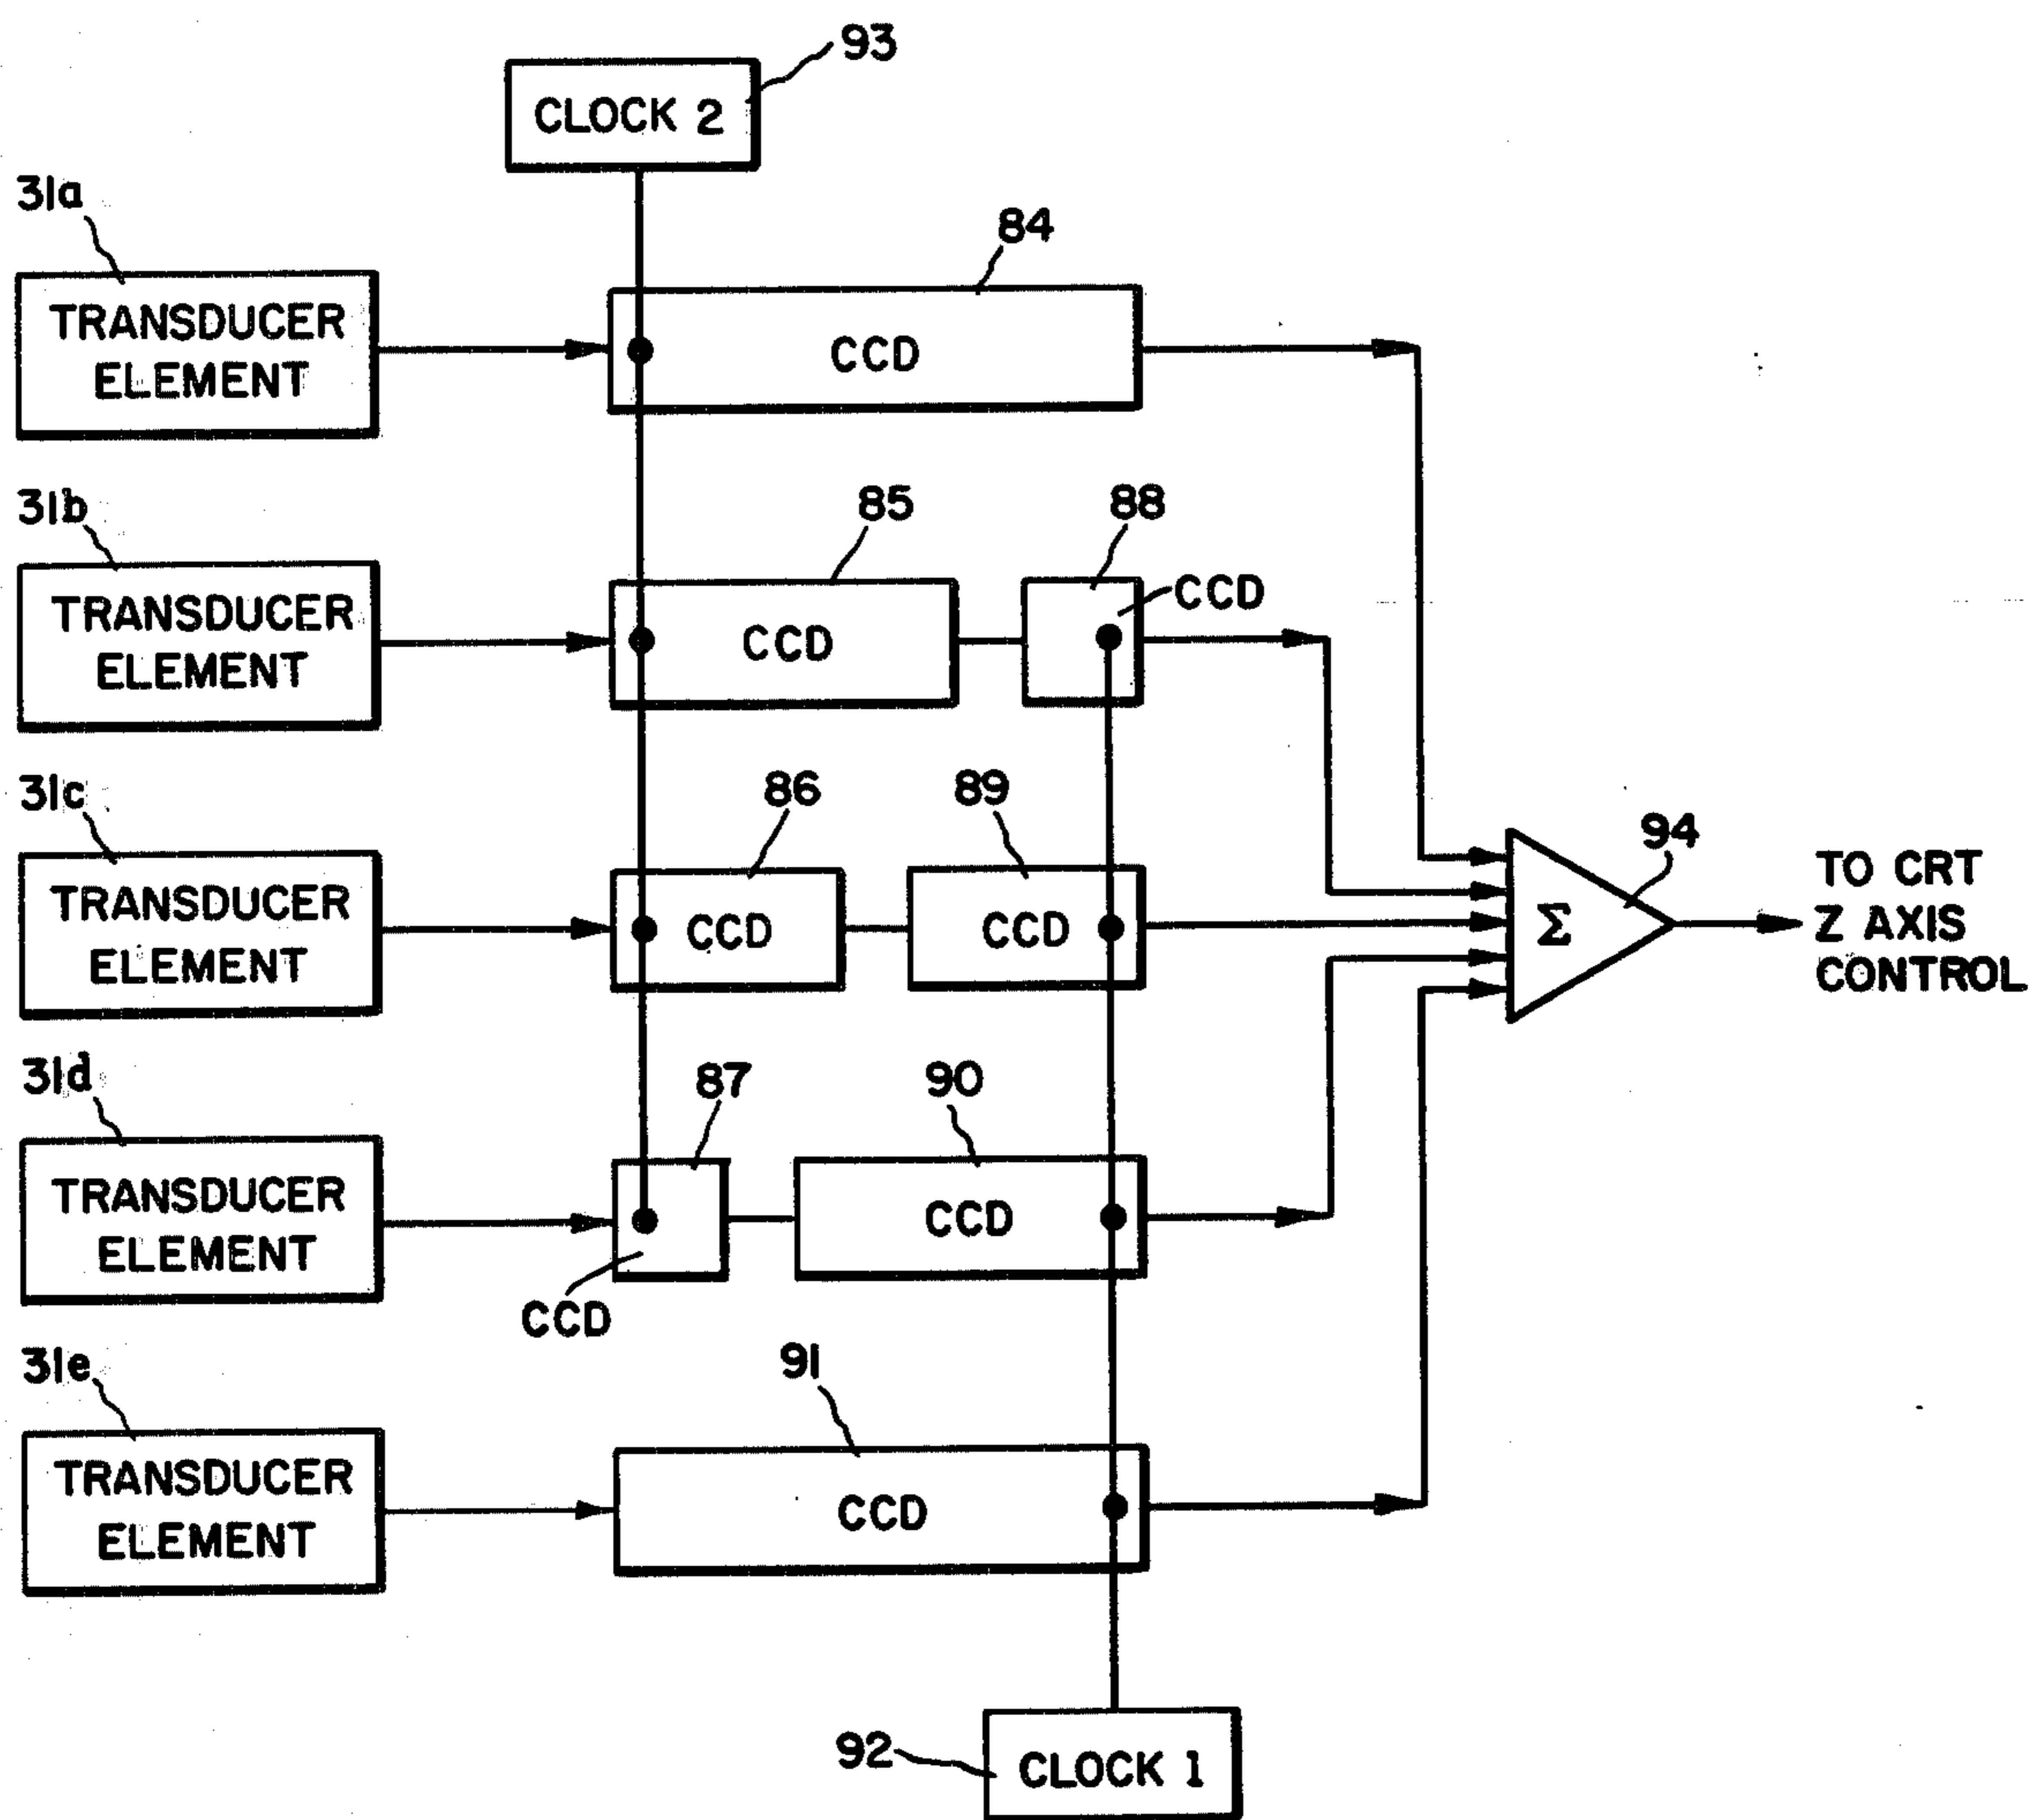 93
CLOCK 2
31a
84
TRANSDUCER
ELEMENT
CCD
31b
85
88
CCD
TRANSDUCER
ELEMENT
CCD
31c
86
89
94
TRANSDUCER
ELEMENT
CCD
CCD
Σ
TO CRT
Z AXIS
CONTROL
31d
87
90
TRANSDUCER
ELEMENT
CCD
CCD
31e
91
TRANSDUCER
ELEMENT
CCD
92
CLOCK 1